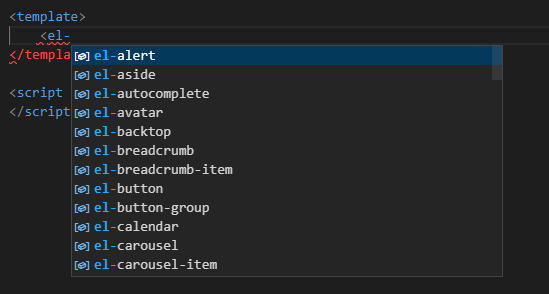 <template>
<el-
</templa
el-alert
el-aside
<script
el-autocomplete
</script
el-avatar
el-backtop
el-breadcrumb
el-breadcrumb-item
el-button
el-button-group
el-calendar
el-carousel
el-carousel-item